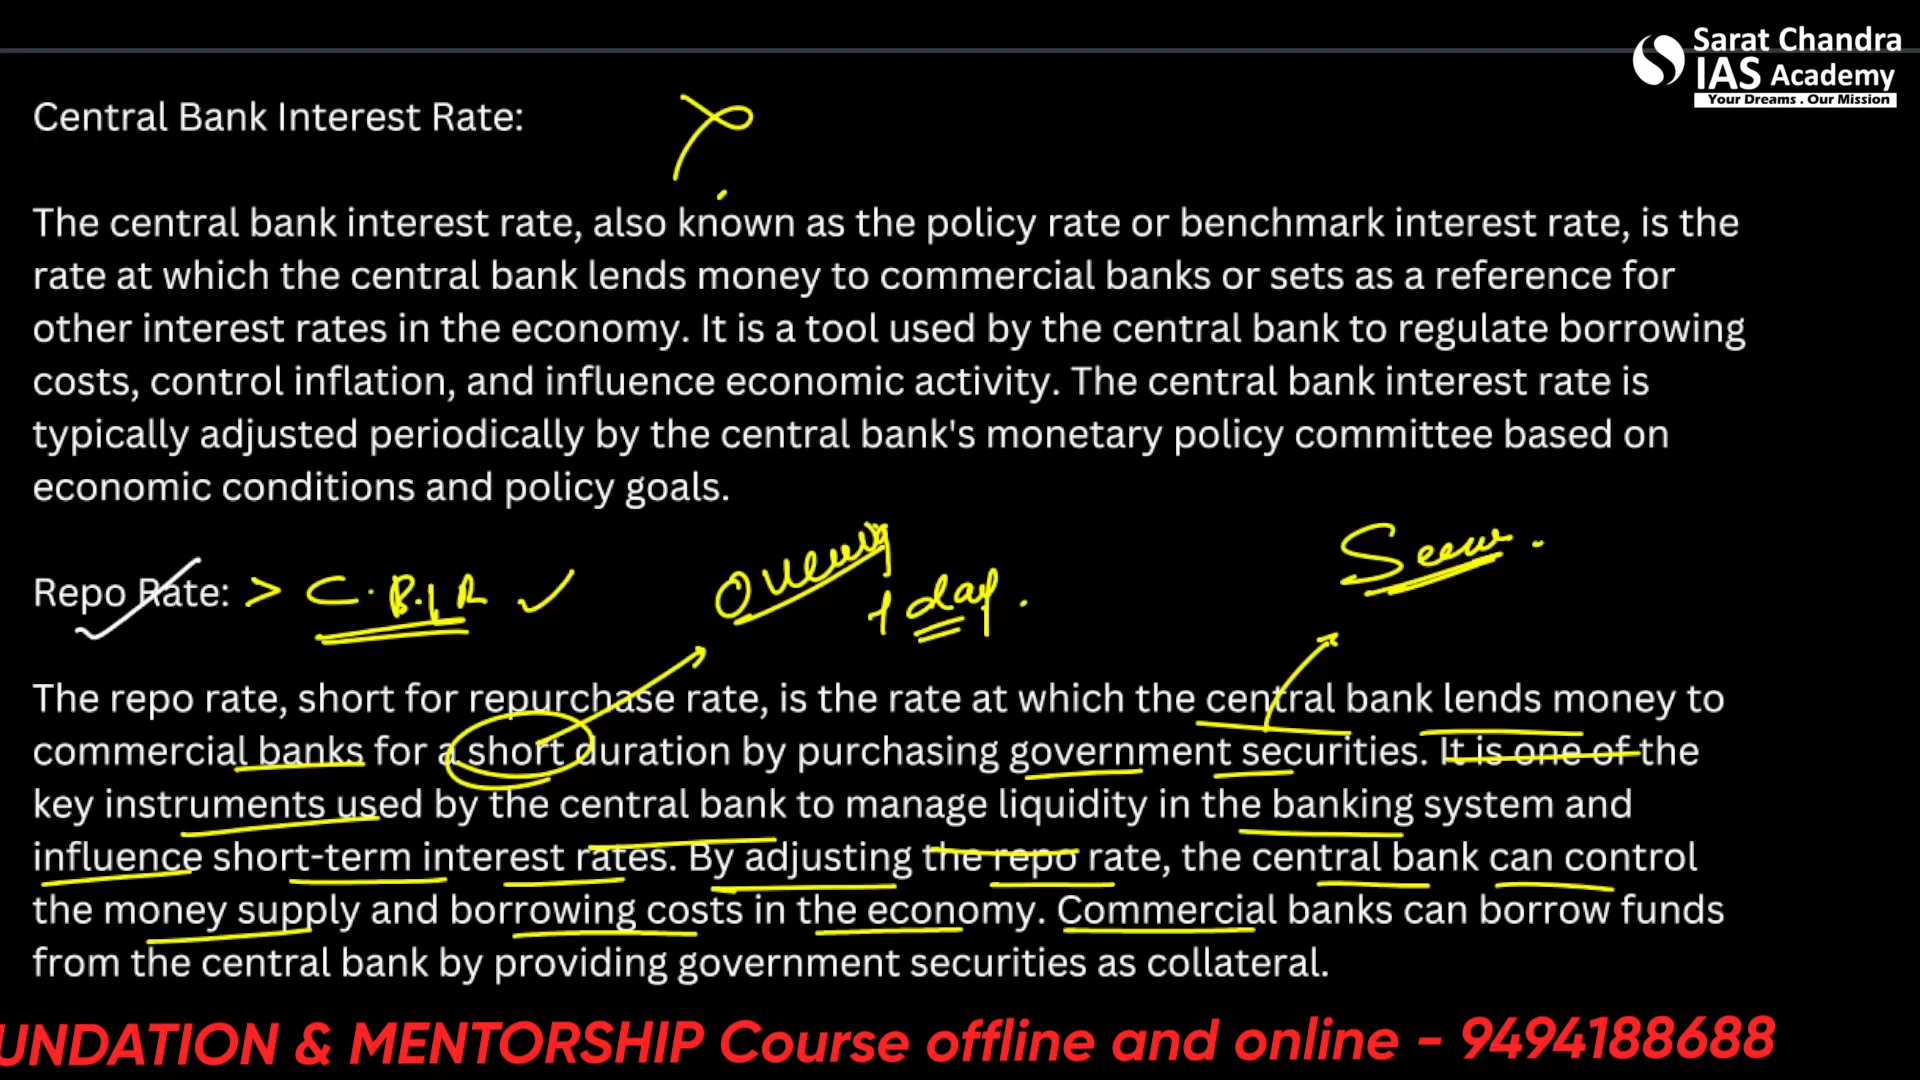 Sarat Chandra
IAS Academy
Your Dreams . Our Mission
Central Bank Interest Rate:
The central bank interest rate, also known as the policy rate or benchmark interest rate, is the
rate at which the central bank lends money to commercial banks or sets as a reference for
other interest rates in the economy. It is a tool used by the central bank to regulate borrowing
costs, control inflation, and influence economic activity. The central bank interest rate is
typically adjusted periodically by the central bank's monetary policy committee based on
economic conditions and policy goals.
Repo Rate: > C.B.I.R
1 day.
The repo rate, short for repurchase rate, is the rate at which the central bank lends money to
commercial banks for a short duration by purchasing government securities. It is one of the
key instruments used by the central bank to manage liquidity in the banking system and
influence short-term interest rates. By adjusting the repo rate, the central bank can control
the money supply and borrowing costs in the economy. Commercial banks can borrow funds
from the central bank by providing government securities as collateral.
UNDATION & MENTORSHIP Course offline and online - 9494188688